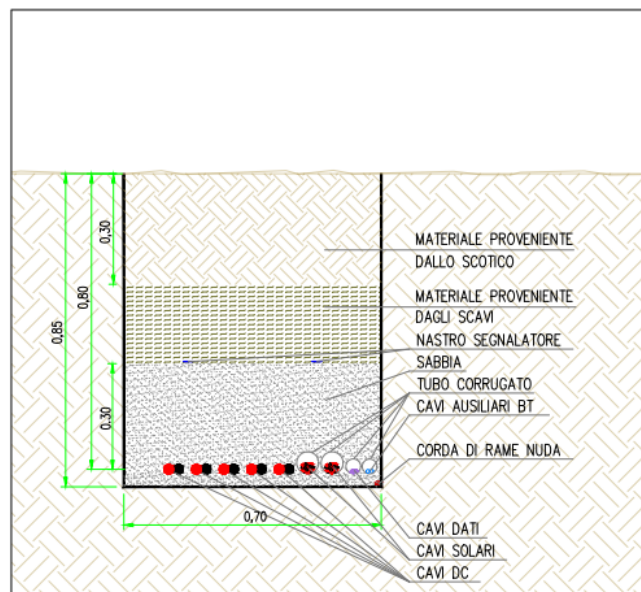 0,30
0,80
0,85
0,30
0,70
MATERIALE PROVENIENTE
DALLO SCOTICO
MATERIALE PROVENIENTE
DAGLI SCAVI
NASTRO SEGNALATORE
SABBIA
TUBO CORRUGATO
CAVI AUSILIARI BT
CORDA DI RAME NUDA
CAVI DATI
CAVI SOLARI
CAVI DC